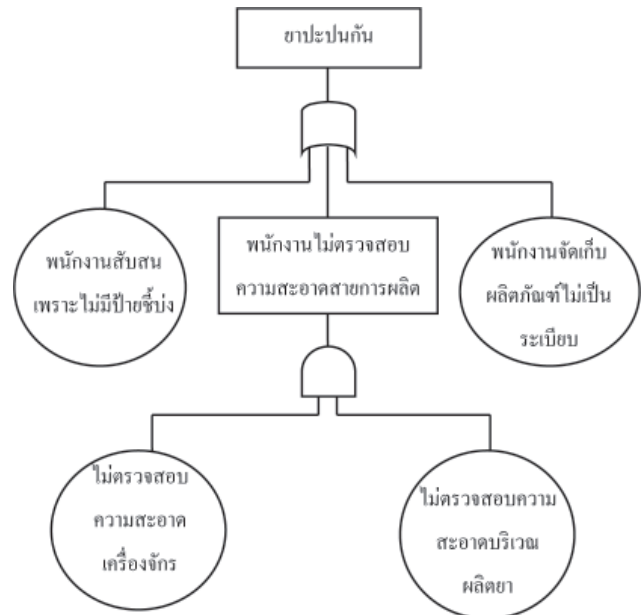 ยาปะปนกัน
พนักงานสับสน
เพราะไม่มีป้ายชี้บ่ง
พนักงานไม่ตรวจสอบ
ความสะอาดสายการผลิต
พนักงานจัดเก็บ
ผลิตภัณฑ์ไม่เป็น
ระเบียบ
ไม่ตรวจสอบ
ความสะอาด
เครื่องจักร
ไม่ตรวจสอบความ
สะอาดบริเวณ
ผลิตยา